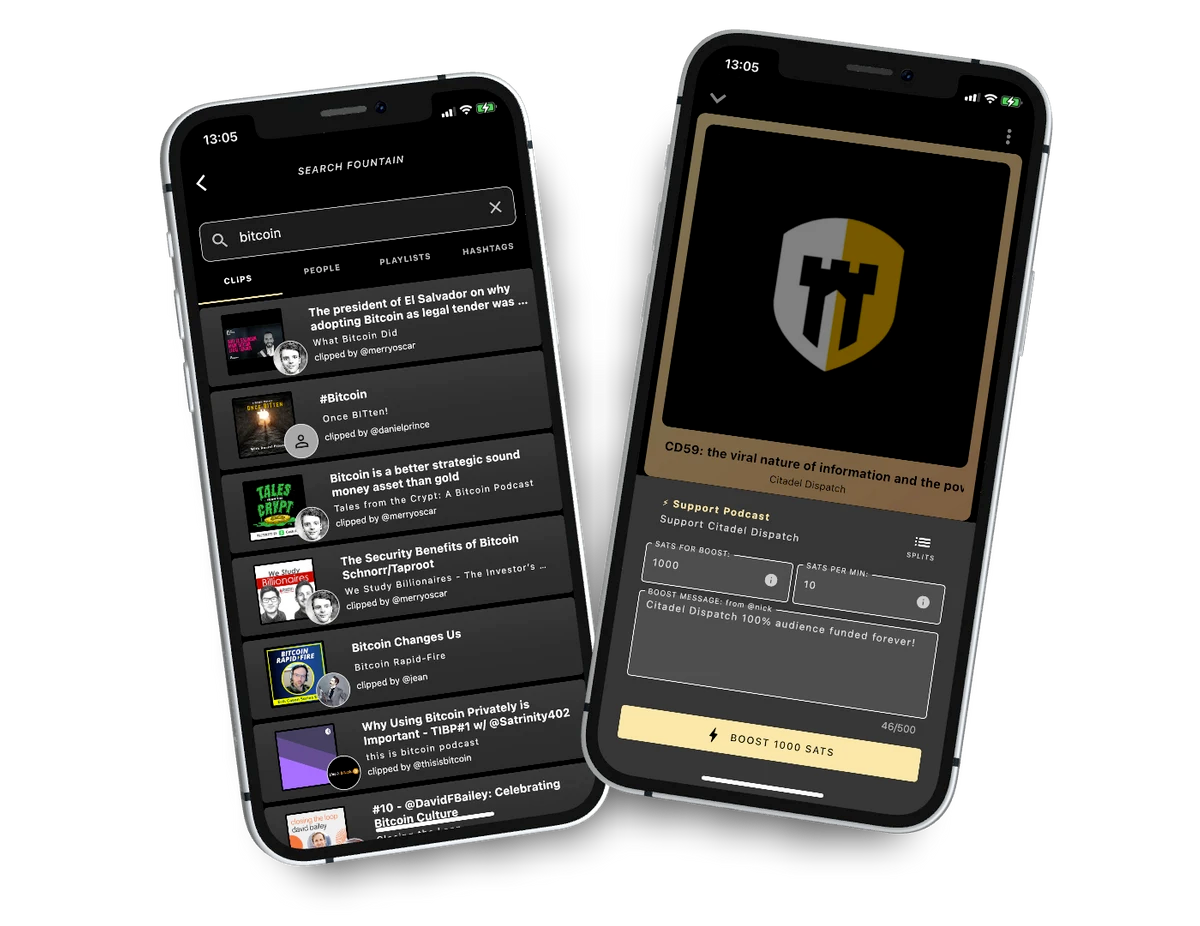 13:05
SEARCH FOUNTAIN
bitcoin
CLIPS
PEOPLE
PLAYLISTS
HASHTAGS
The president of El Salvador on why
adopting Bitcoin as legal tender was ...
What Bitcoin Did
clipped by @merryoscar
#Bitcoin
Once BITten!
clipped by @danielprince
ONCE BITTEN
Bitcoin is a better strategic sound
money asset than gold
Tales from the Crypt: A Bitcoin Podcast
clipped by @merryoscar
TALES
CRYPT
The Security Benefits of Bitcoin
Schnorr/Taproot
We Study Billionaires - The Investor's ...
clipped by @merryoscar
We Study
Billionaires
Bitcoin Changes Us
Bitcoin Rapid-Fire
clipped by @jean
BITCOIN
RAPID-FIRE
Why Using Bitcoin Privately is
Important - TIBP#1 w/ @Satrinity402
this is bitcoin podcast
clipped by @thisisbitcoin
#10 - @DavidFBailey: Celebrating
Bitcoin Culture
closing the loop
david bailey
13:05
CD59: the viral nature of information and the pow
Citadel Dispatch
⚡ Support Podcast
Support Citadel Dispatch
SPLITS
SATS FOR BOOST:
1000
SATS PER MIN:
10
BOOST MESSAGE: from @nick
Citadel Dispatch 100% audience funded forever!
46/500
BOOST 1000 SATS